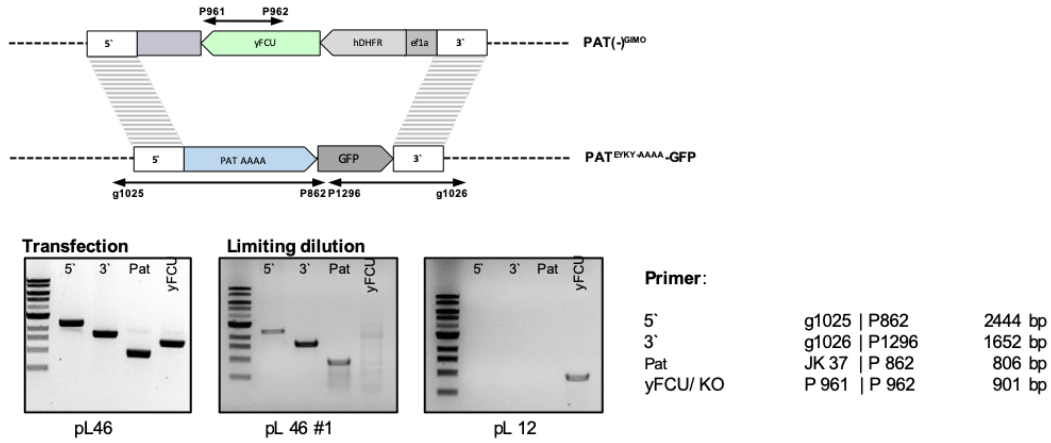 P961 P962
5` yFCU hDHFR ef1a 3` PAT(-)GIMO
5` PAT AAAA GFP 3` PATEYKY-AAAA-GFP
g1025 P862 P1296 g1026
Transfection Limiting dilution
5` 3` Pat yFCU
5` 3` Pat yFCU
5` 3` Pat yFCU
pL46 pL 46 #1 pL 12
Primer:
5` g1025 | P862 2444 bp
3` g1026 | P1296 1652 bp
Pat JK 37 | P 862 806 bp
yFCU/ KO P 961 | P 962 901 bp